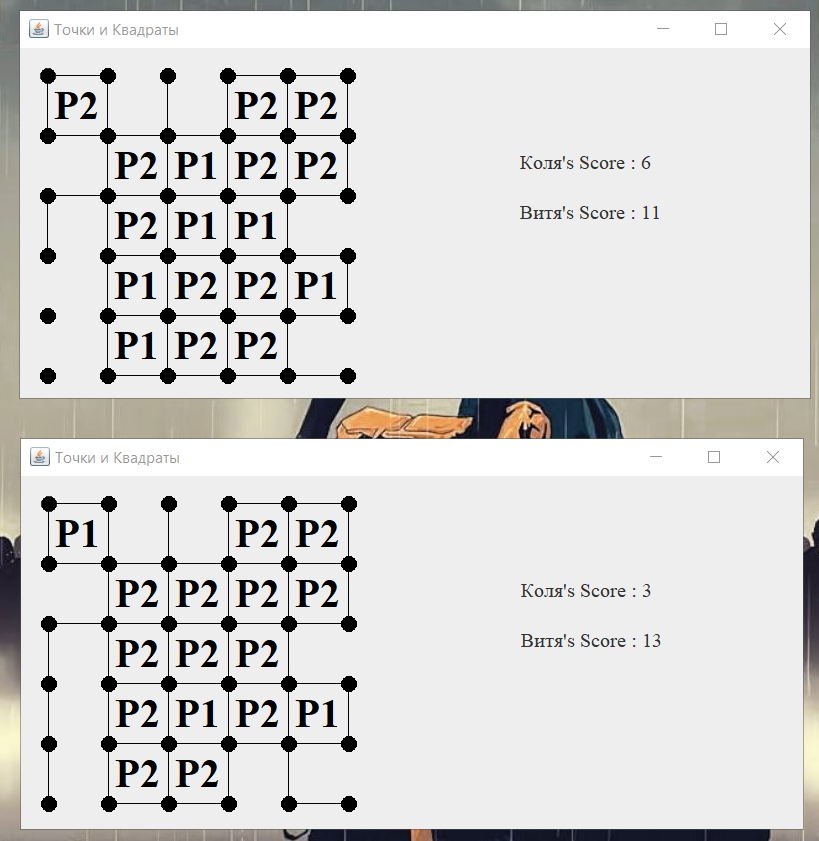 Точки и Квадраты
P2 P2 P2
P2 P1 P2 P2
Коля's Score : 6
P2 P1 P1
Витя's Score : 11
P1 P2 P2 P1
P1 P2 P2
Точки и Квадраты
P1 P2 P2
P2 P2 P2 P2
Коля's Score : 3
P2 P2 P2
Витя's Score : 13
P2 P1 P2 P1
P2 P2